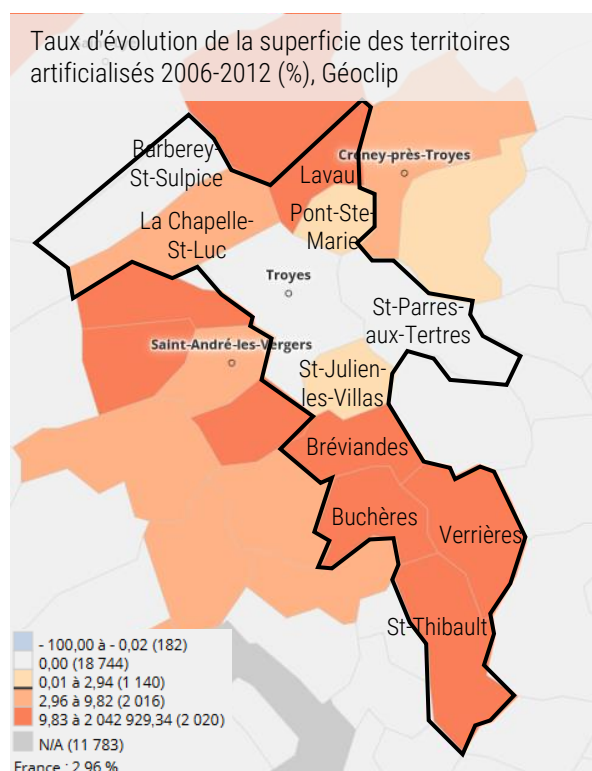 Taux d'évolution de la superficie des territoires
artificialisés 2006-2012 (%), Géoclip
Barberey-
St-Sulpice
Lavau
Creney-près-Troyes
La Chapelle-
St-Luc
Pont-Ste-
Marie
Troyes
St-Parres-
aux-Tertres
Saint-André-les-Vergers
St-Julien-
les-Villas
Bréviandes
Buchères
Verrières
St-Thibault
- 100,00 à - 0,02 (182)
0,00 (18 744)
0,01 à 2,94 (1 140)
2,96 à 9,82 (2 016)
9,83 à 2 042 929,34 (2 020)
N/A (11 783)
France : 2,96 %